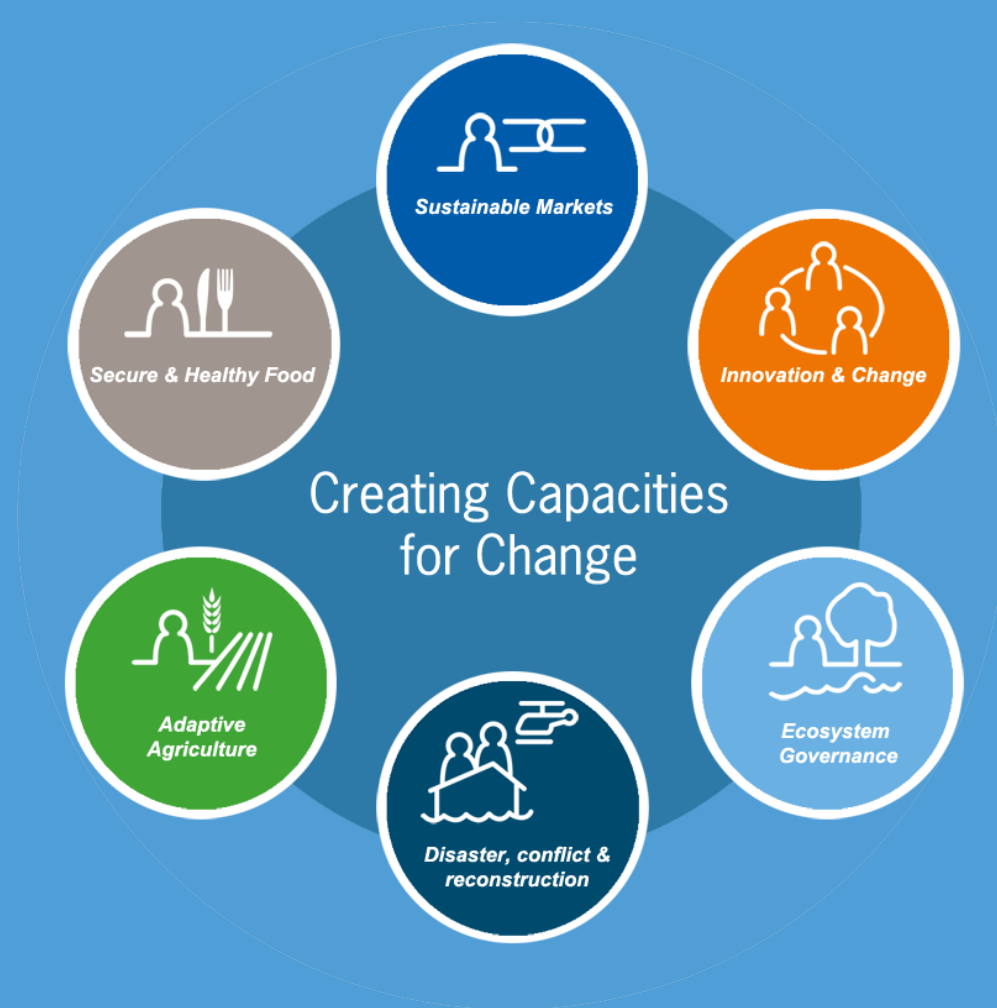 Sustainable Markets
Secure & Healthy Food
Innovation & Change
Creating Capacities
for Change
Adaptive
Agriculture
Ecosystem
Governance
Disaster, conflict &
reconstruction